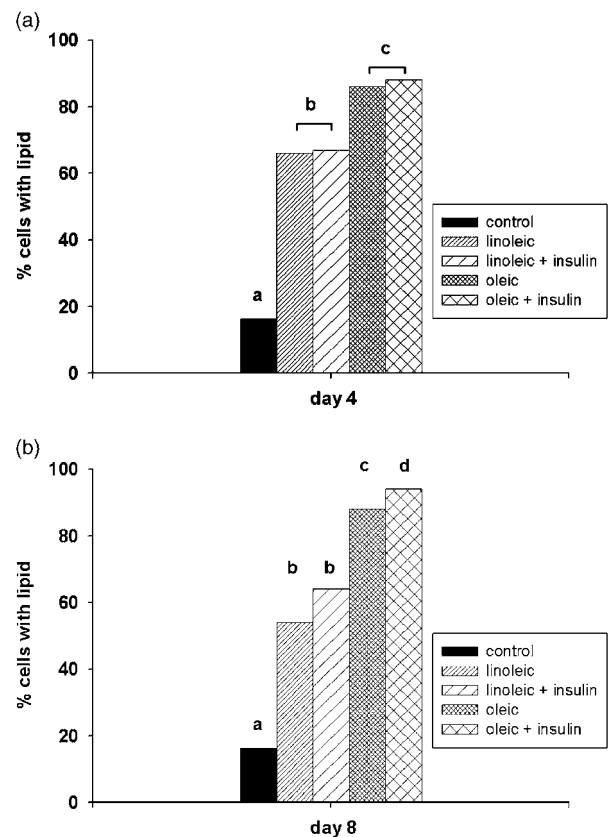 (a)
100
80
60
40
20
0
% cells with lipid
a
b
c
control
linoleic
linoleic + insulin
oleic
oleic + insulin
day 4
(b)
100
80
60
40
20
0
% cells with lipid
a
b
b
c
d
control
linoleic
linoleic + insulin
oleic
oleic + insulin
day 8